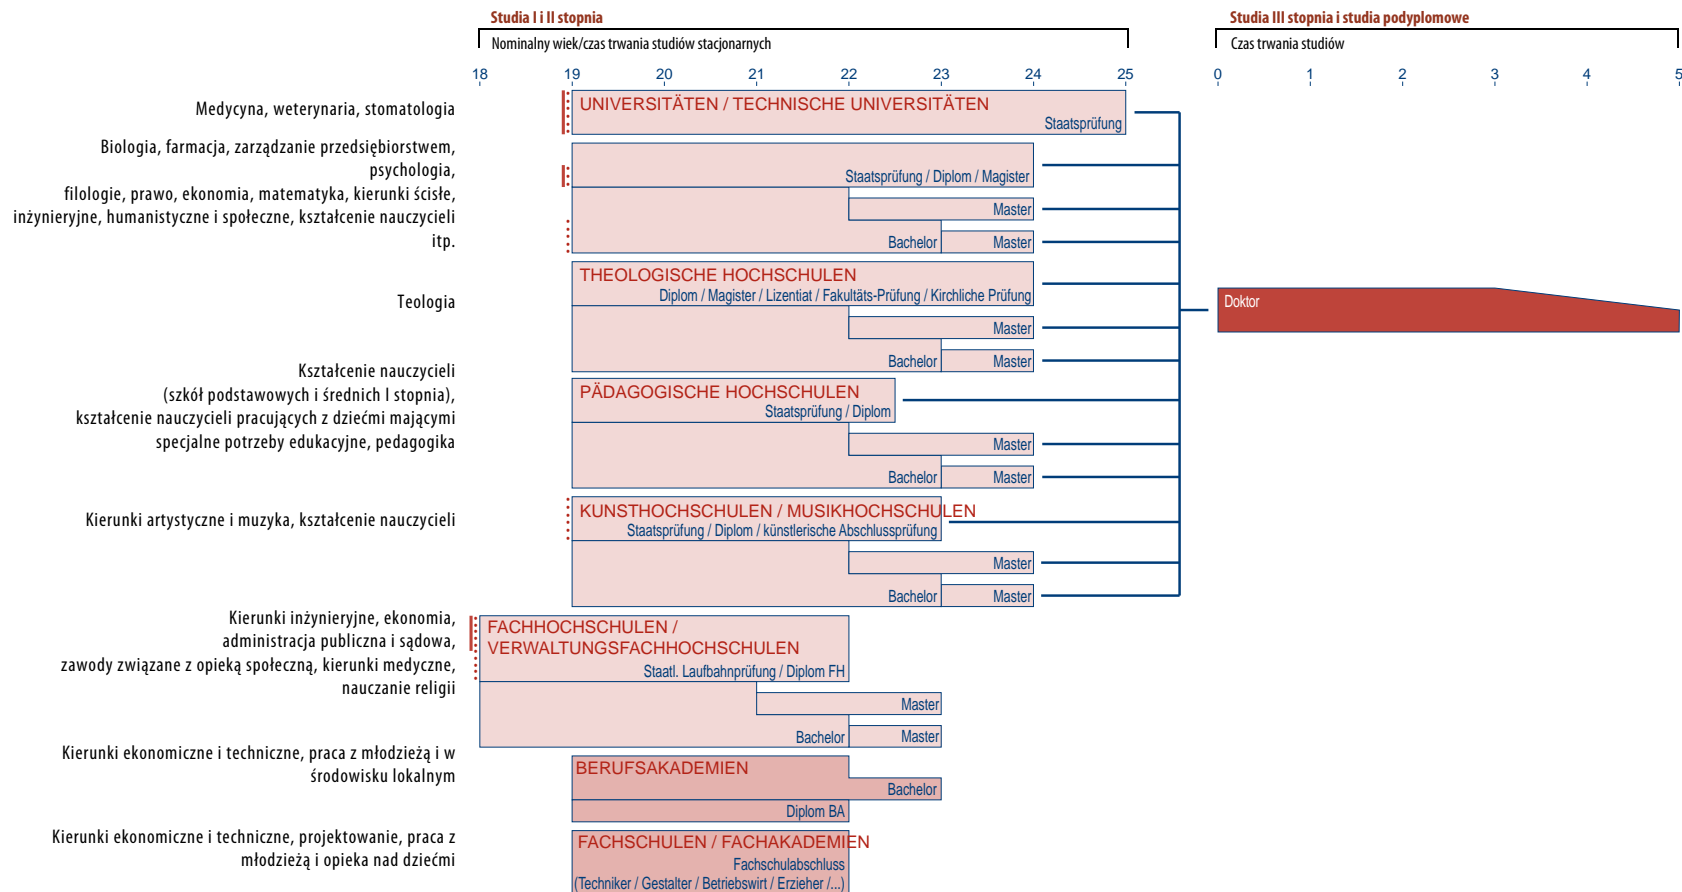 Studia I i II stopnia
Studia III stopnia i studia podyplomowe
Nominalny wiek/czas trwania studiów stacjonarnych
Czas trwania studiów
18 19 20 21 22 23 24 25
0 1 2 3 4 5
Medycyna, weterynaria, stomatologia
UNIVERSITÄTEN / TECHNISCHE UNIVERSITÄTEN
Staatsprüfung
Biologia, farmacja, zarządzanie przedsiębiorstwem,
psychologia,
filologie, prawo, ekonomia, matematyka, kierunki ścisłe,
inżynieryjne, humanistyczne i społeczne, kształcenie nauczycieli
itp.
Staatsprüfung / Diplom / Magister
Master
Bachelor
Master
Teologia
THEOLOGISCHE HOCHSCHULEN
Diplom / Magister / Lizentiat / Fakultäts-Prüfung / Kirchliche Prüfung
Master
Bachelor
Master
Doktor
Kształcenie nauczycieli
(szkół podstawowych i średnich I stopnia),
kształcenie nauczycieli pracujących z dziećmi mającymi
specjalne potrzeby edukacyjne, pedagogika
PÄDAGOGISCHE HOCHSCHULEN
Staatsprüfung / Diplom
Master
Bachelor
Master
Kierunki artystyczne i muzyka, kształcenie nauczycieli
KUNSTHOCHSCHULEN / MUSIKHOCHSCHULEN
Staatsprüfung / Diplom / künstlerische Abschlussprüfung
Master
Bachelor
Master
Kierunki inżynieryjne, ekonomia,
administracja publiczna i sądowa,
zawody związane z opieką społeczną, kierunki medyczne,
nauczanie religii
FACHHOCHSCHULEN /
VERWALTUNGSFACHHOCHSCHULEN
Staatl. Laufbahnprüfung / Diplom FH
Master
Bachelor
Master
Kierunki ekonomiczne i techniczne, praca z młodzieżą i w
środowisku lokalnym
BERUFSAKADEMIEN
Bachelor
Diplom BA
Kierunki ekonomiczne i techniczne, projektowanie, praca z
młodzieżą i opieka nad dziećmi
FACHSCHULEN / FACHAKADEMIEN
Fachschulabschluss
(Techniker / Gestalter / Betriebswirt / Erzieher /...)